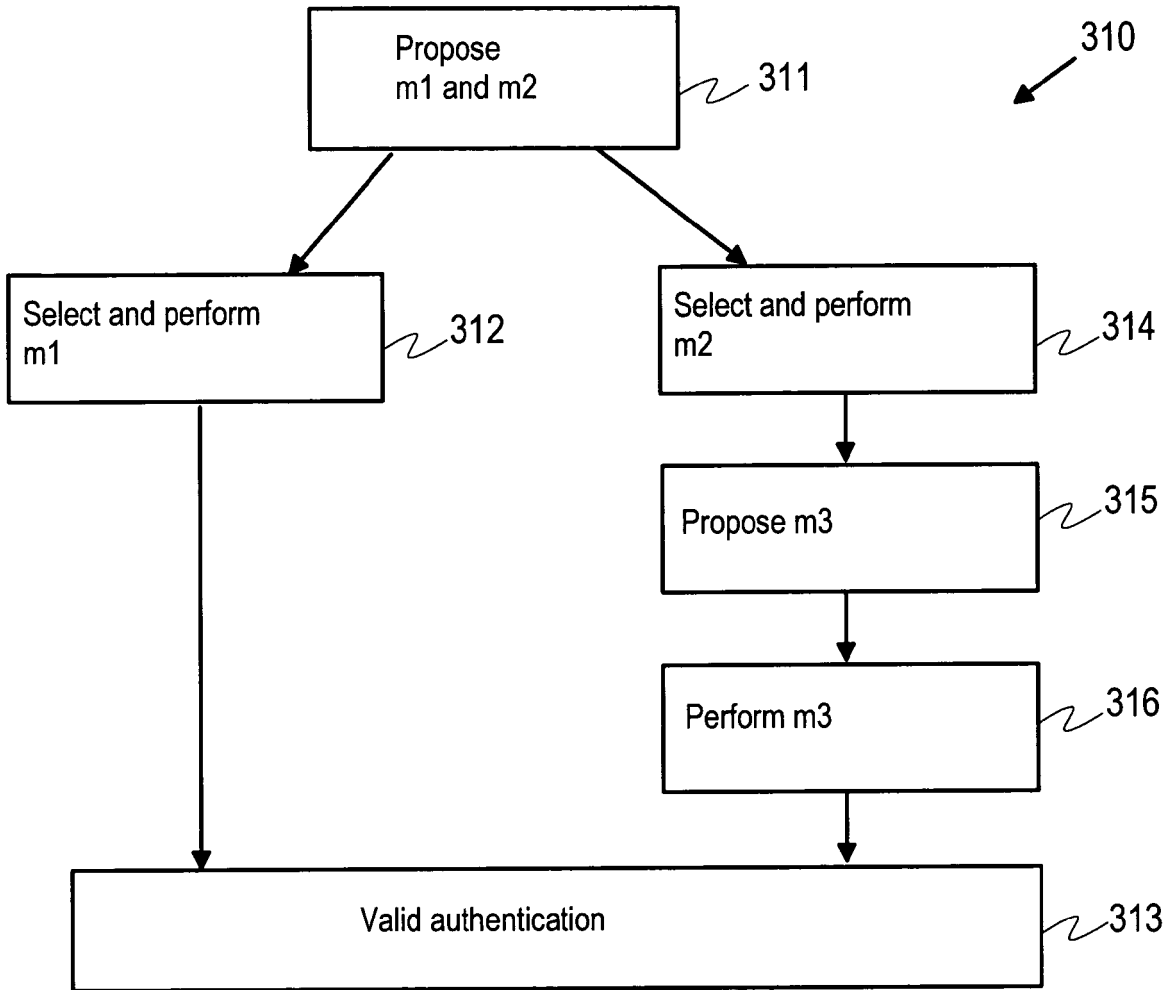 Propose
m1 and m2
311
310
Select and perform
m1
312
Select and perform
m2
314
Propose m3
315
Perform m3
316
Valid authentication
313